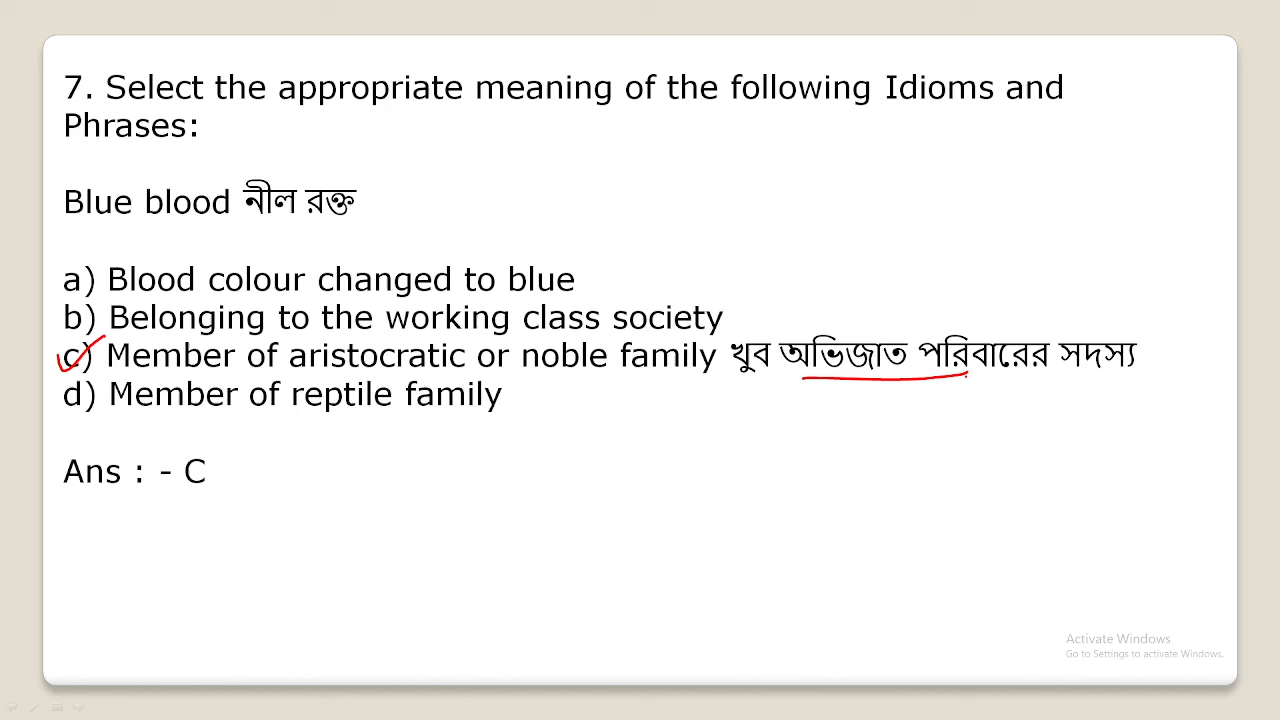 7. Select the appropriate meaning of the following Idioms and
Phrases:
Blue blood নীল রক্ত
a) Blood colour changed to blue
b) Belonging to the working class society
c) Member of aristocratic or noble family খুব অভিজাত পরিবারের সদস্য
d) Member of reptile family
Ans : - C
Activate Windows
Go to Settings to activate Windows.